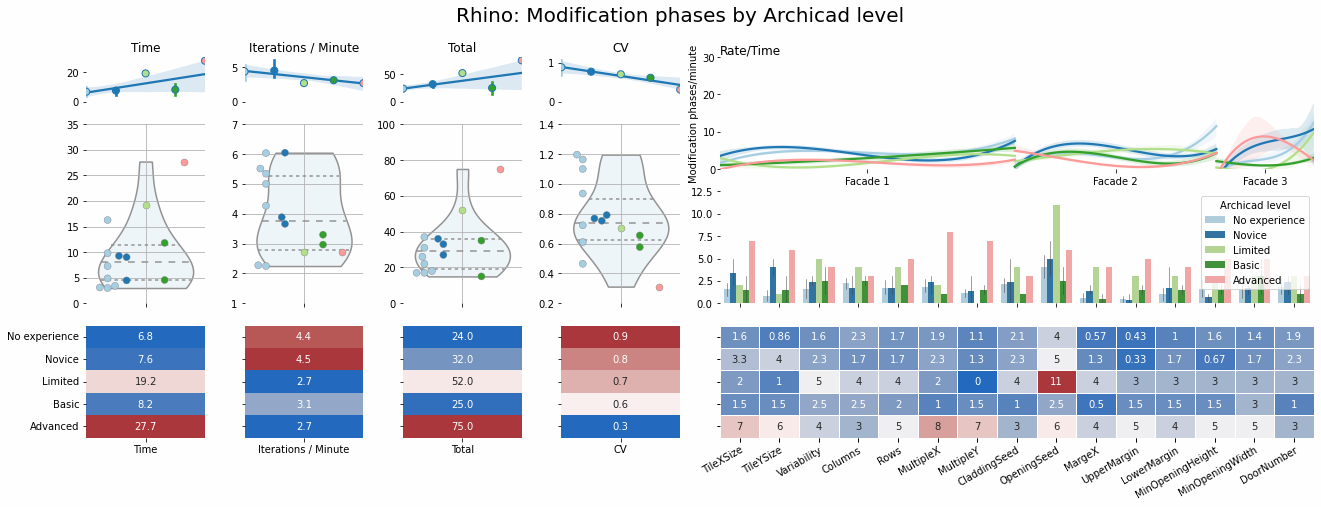 Rhino: Modification phases by Archicad level
Time
Iterations / Minute
Total
CV
Rate/Time
20
0
5
0
50
0
1
0
Modification phases/minute
30
20
10
0
Facade 1
Facade 2
Facade 3
35
30
25
20
15
10
5
0
7
6
5
4
3
2
1
100
80
60
40
20
0
1.4
1.2
1.0
0.8
0.6
0.4
0.2
12.5
10.0
7.5
5.0
2.5
0.0
Archicad level
No experience
Novice
Limited
Basic
Advanced
No experience 6.8 4.4 24.0 0.9 1.6 0.86 1.6 2.3 1.7 1.9 1.1 2.1 4 0.57 0.43 1 1.6 1.4 1.9
Novice 7.6 4.5 32.0 0.8 3.3 4 2.3 1.7 1.7 2.3 1.3 2.3 5 1.3 0.33 1.7 0.67 1.7 2.3
Limited 19.2 2.7 52.0 0.7 2 1 5 4 4 2 0 4 11 4 3 3 3 3 3
Basic 8.2 3.1 25.0 0.6 1.5 1.5 2.5 2.5 2 1 1.5 1 2.5 0.5 1.5 1.5 1.5 3 1
Advanced 27.7 2.7 75.0 0.3 7 6 4 3 5 8 7 3 6 4 5 4 5 5 3
Time
Iterations / Minute
Total
CV
TileXSize
TileYSize
Variability
Columns
Rows
MultipleX
MultipleY
CladdingSeed
OpeningSeed
MargeX
UpperMargin
LowerMargin
MinOpeningHeight
MinOpeningWidth
DoorNumber